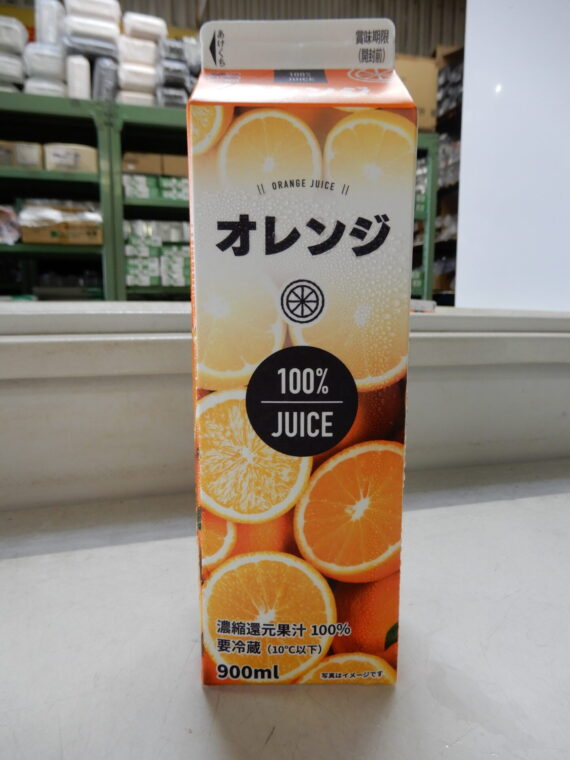 あけくち
賞味期限
(開封前)
100%
JUICE
|| ORANGE JUICE ||
オレンジ
100%
JUICE
濃縮還元果汁 100%
要冷蔵 (10℃以下)
900ml
写真はイメージです